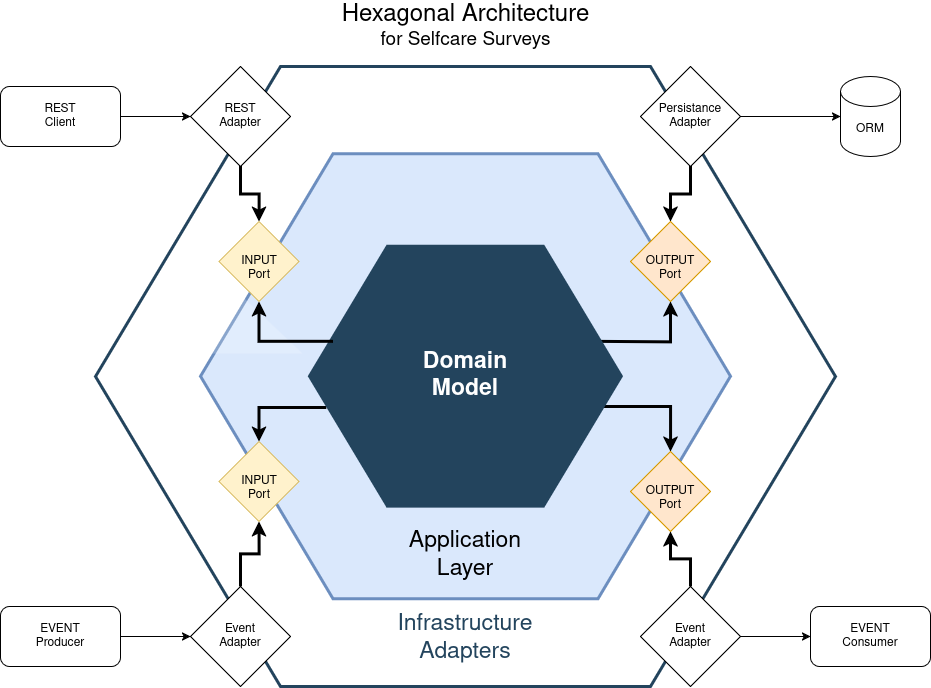 Hexagonal Architecture
for Selfcare Surveys
REST
Client
REST
Adapter
Persistance
Adapter
ORM
INPUT
Port
OUTPUT
Port
Domain
Model
INPUT
Port
OUTPUT
Port
Application
Layer
Infrastructure
Adapters
EVENT
Producer
Event
Adapter
Event
Adapter
EVENT
Consumer